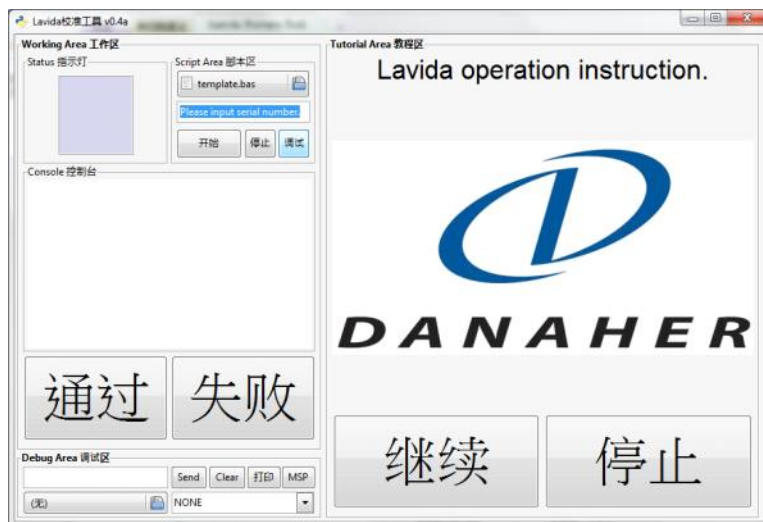 Lavida校准工具 v0.4a
Working Area 工作区
Status 指示灯
Script Area 脚本区
template.bas
Please input serial number.
开始 停止 调试
Console 控制台
通过 失败
Debug Area 调试区
Send Clear 打印 MSP
(无) NONE
Tutorial Area 教程区
Lavida operation instruction.
DANAHER
继续 停止